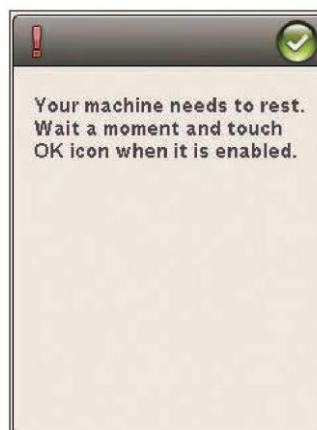 Your machine needs to rest.
Wait a moment and touch
OK icon when it is enabled.